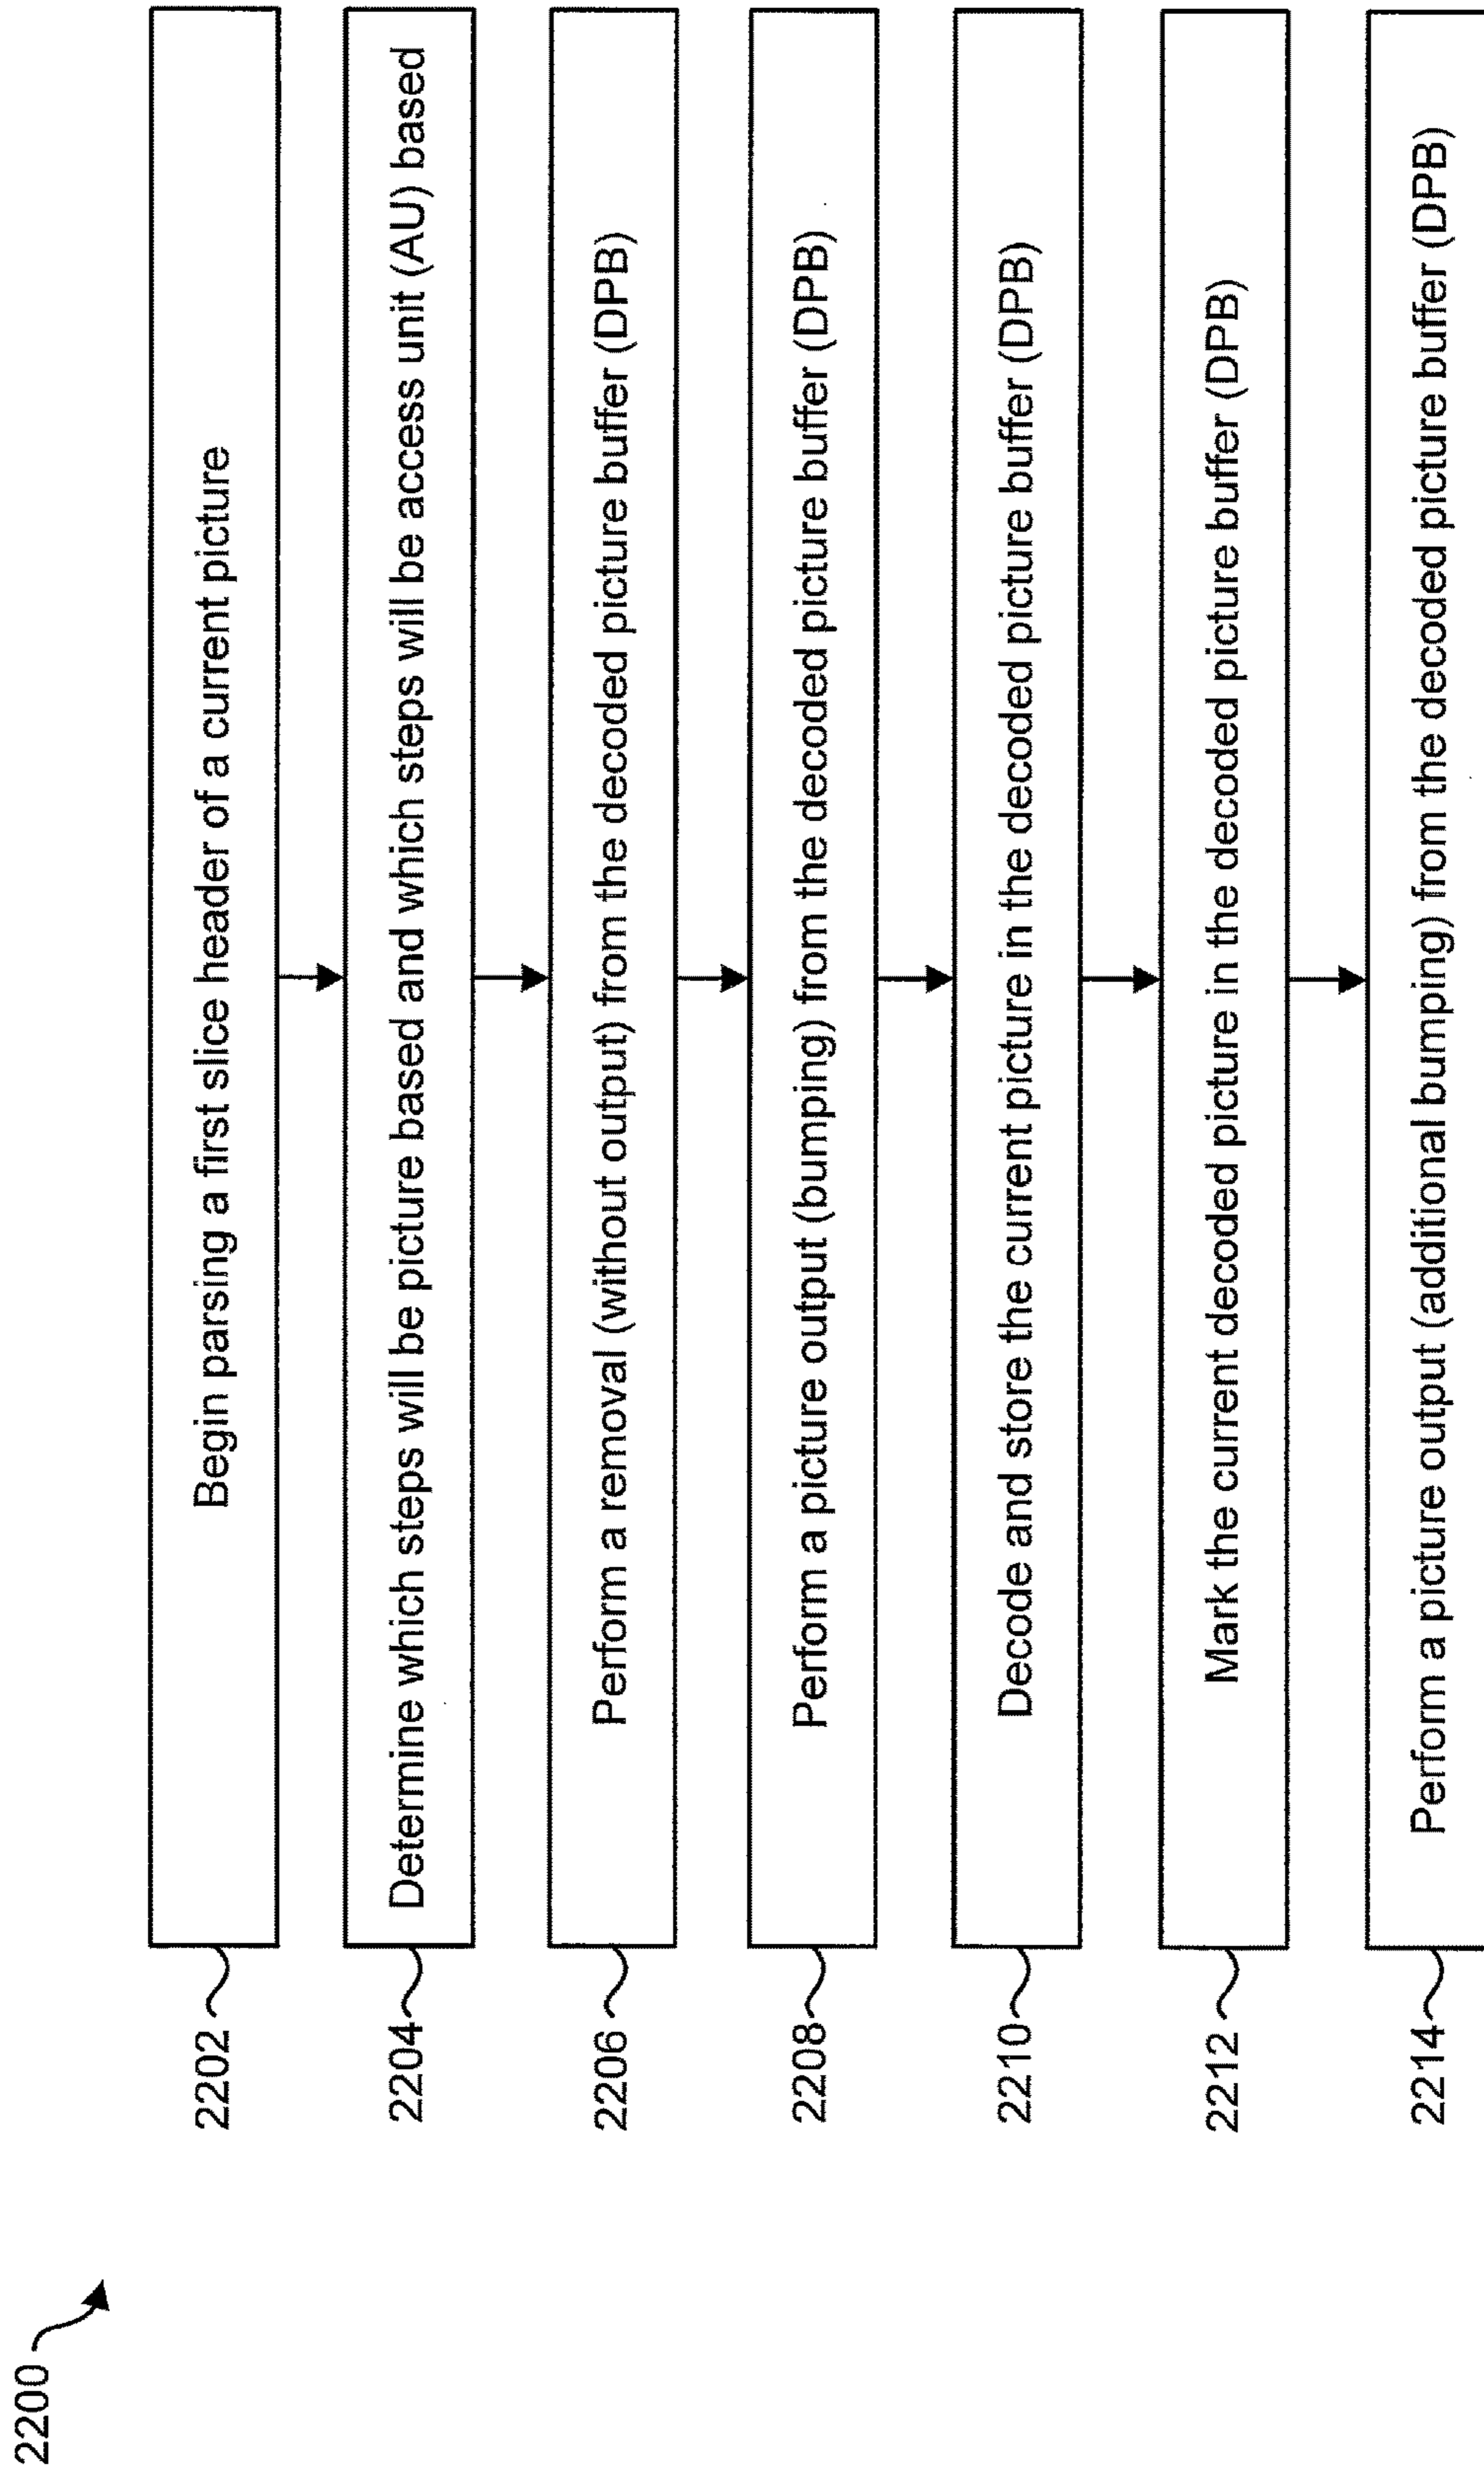 2200
2202
Begin parsing a first slice header of a current picture
2204
Determine which steps will be picture based and which steps will be access unit (AU) based
2206
Perform a removal (without output) from the decoded picture buffer (DPB)
2208
Perform a picture output (bumping) from the decoded picture buffer (DPB)
2210
Decode and store the current picture in the decoded picture buffer (DPB)
2212
Mark the current decoded picture in the decoded picture buffer (DPB)
2214
Perform a picture output (additional bumping) from the decoded picture buffer (DPB)